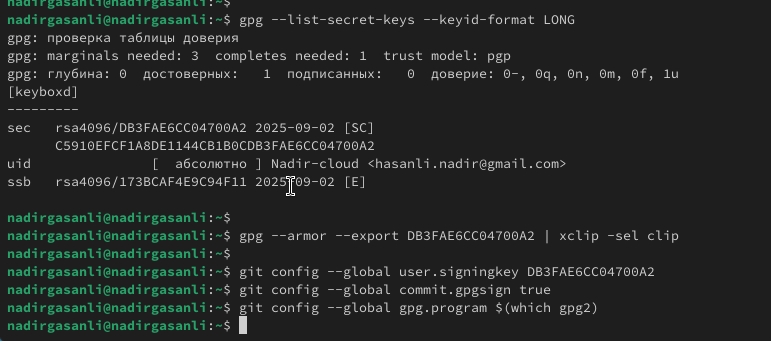 nadirgasanli@nadirgasanli:~$
nadirgasanli@nadirgasanli:~$ gpg --list-secret-keys --keyid-format LONG
gpg: проверка таблицы доверия
gpg: marginals needed: 3  completes needed: 1  trust model: pgp
gpg: глубина: 0  достоверных:   1  подписанных:   0  доверие: 0-, 0q, 0n, 0m, 0f, 1u
[keyboxd]
---------
sec   rsa4096/DB3FAE6CC04700A2 2025-09-02 [SC]
      C5910EFCF1A8DE1144CB1B0CDB3FAE6CC04700A2
uid              [  абсолютно ] Nadir-cloud <hasanli.nadir@gmail.com>
ssb   rsa4096/173BCAF4E9C94F11 2025-09-02 [E]
nadirgasanli@nadirgasanli:~$
nadirgasanli@nadirgasanli:~$ gpg --armor --export DB3FAE6CC04700A2 | xclip -sel clip
nadirgasanli@nadirgasanli:~$
nadirgasanli@nadirgasanli:~$ git config --global user.signingkey DB3FAE6CC04700A2
nadirgasanli@nadirgasanli:~$ git config --global commit.gpgsign true
nadirgasanli@nadirgasanli:~$ git config --global gpg.program $(which gpg2)
nadirgasanli@nadirgasanli:~$